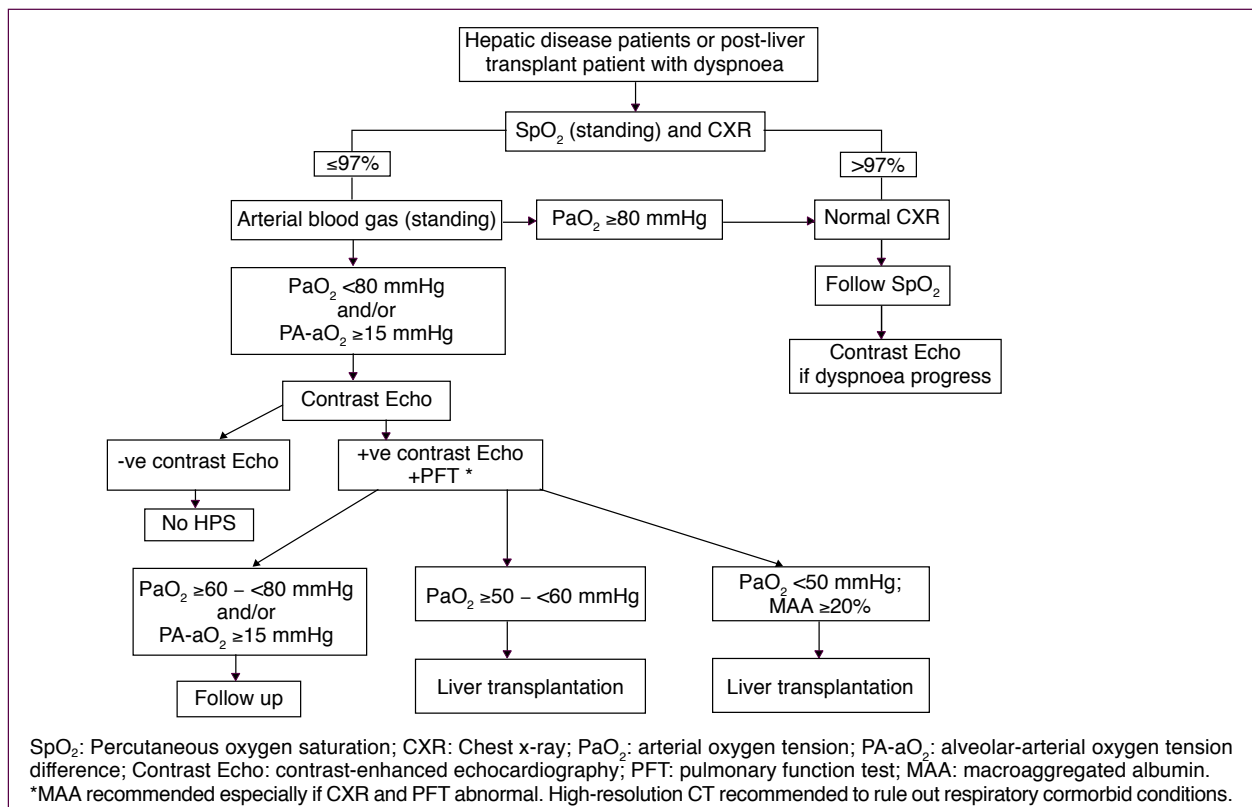 Hepatic disease patients or post-liver
transplant patient with dyspnoea
SpO₂ (standing) and CXR
≤97%
>97%
Arterial blood gas (standing)
PaO₂ ≥80 mmHg
Normal CXR
PaO₂ <80 mmHg
and/or
PA-aO₂ ≥15 mmHg
Follow SpO₂
Contrast Echo
if dyspnoea progress
Contrast Echo
-ve contrast Echo
+ve contrast Echo
+PFT *
No HPS
PaO₂ ≥60 – <80 mmHg
and/or
PA-aO₂ ≥15 mmHg
PaO₂ ≥50 – <60 mmHg
PaO₂ <50 mmHg;
MAA ≥20%
Follow up
Liver transplantation
Liver transplantation
SpO₂: Percutaneous oxygen saturation; CXR: Chest x-ray; PaO₂: arterial oxygen tension; PA-aO₂: alveolar-arterial oxygen tension
difference; Contrast Echo: contrast-enhanced echocardiography; PFT: pulmonary function test; MAA: macroaggregated albumin.
*MAA recommended especially if CXR and PFT abnormal. High-resolution CT recommended to rule out respiratory cormorbid conditions.